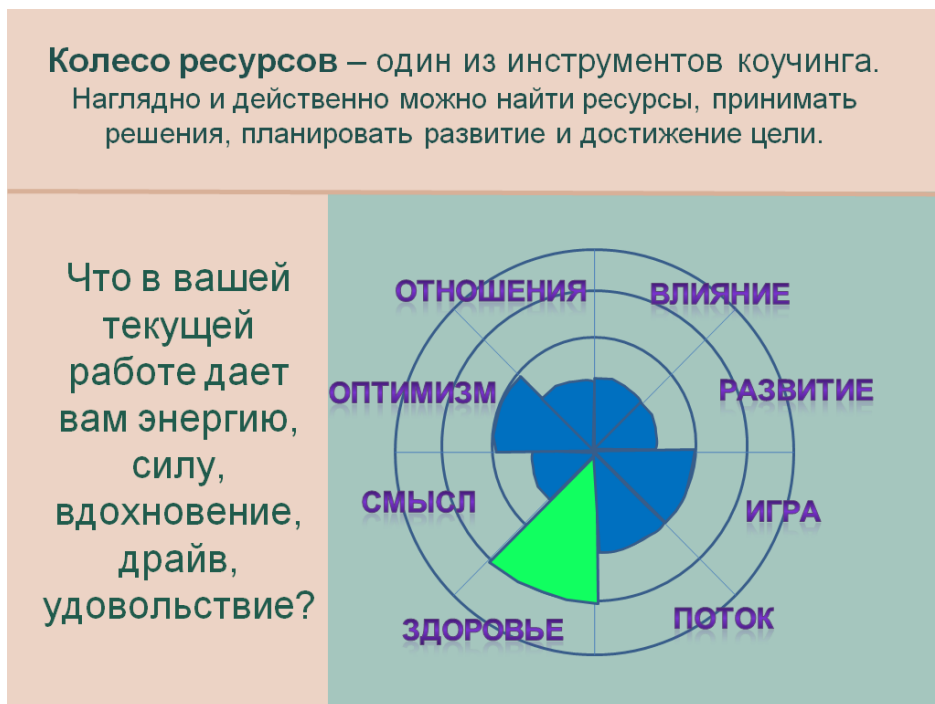 Колесо ресурсов – один из инструментов коучинга.
Наглядно и действенно можно найти ресурсы, принимать
решения, планировать развитие и достижение цели.
Что в вашей
текущей
работе дает
вам энергию,
силу,
вдохновение,
драйв,
удовольствие?
ОТНОШЕНИЯ
ВЛИЯНИЕ
ОПТИМИЗМ
РАЗВИТИЕ
СМЫСЛ
ИГРА
ЗДОРОВЬЕ
ПОТОК